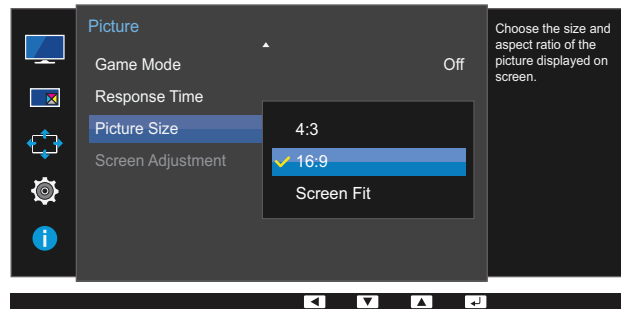 Picture
Game Mode Off
Response Time
Picture Size
Screen Adjustment
4:3
16:9
Screen Fit
Choose the size and
aspect ratio of the
picture displayed on
screen.